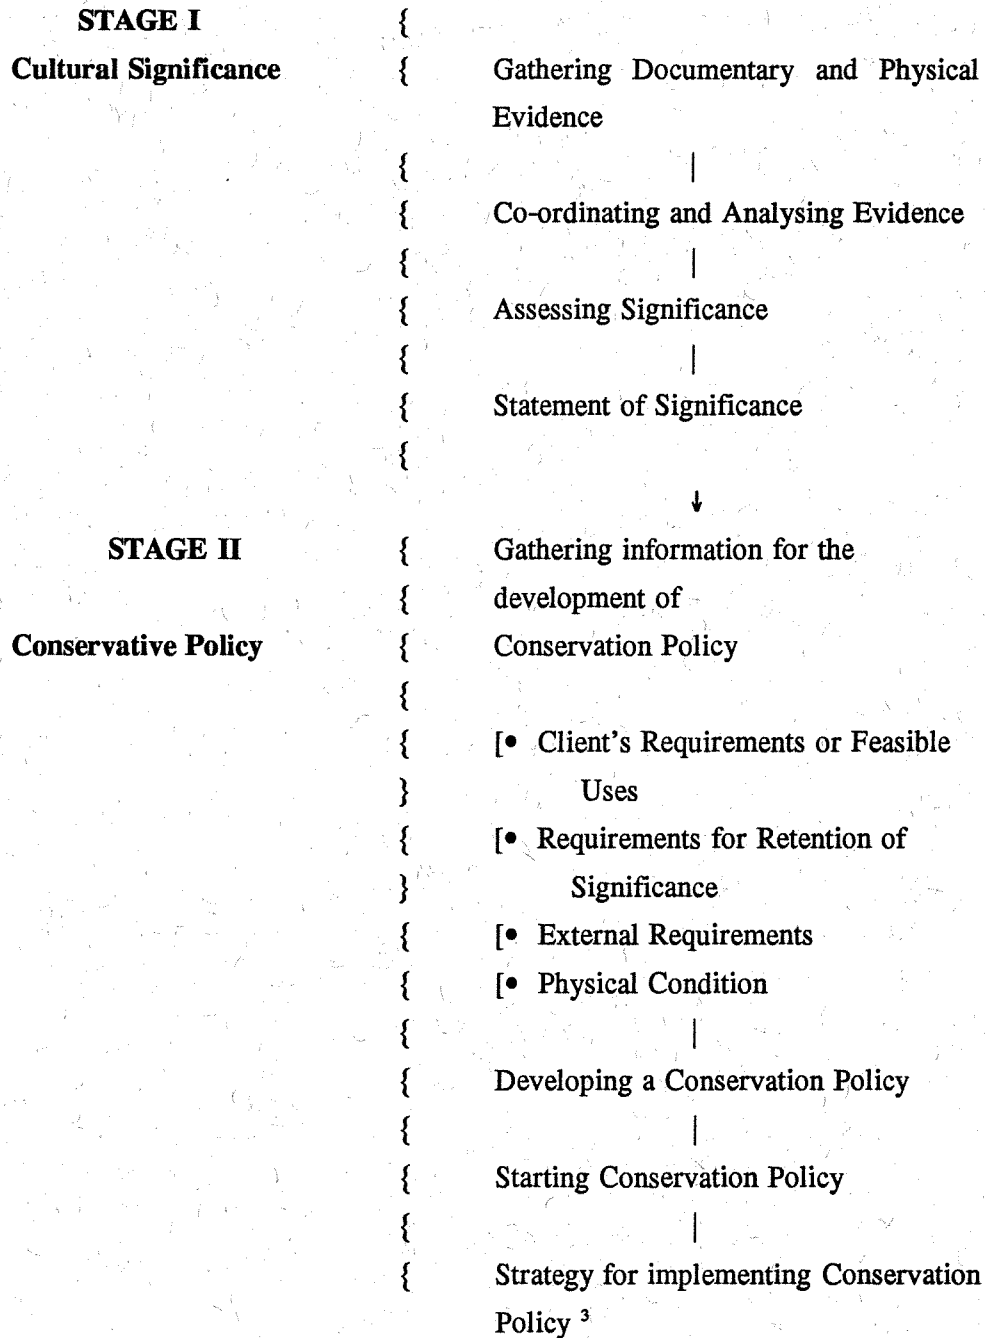 STAGE I {
Cultural Significance { Gathering Documentary and Physical
Evidence
{ |
{ Co-ordinating and Analysing Evidence
{ |
{ Assessing Significance
{ |
{ Statement of Significance
{
↓
STAGE II { Gathering information for the
{ development of
Conservative Policy { Conservation Policy
{
{ [• Client's Requirements or Feasible
} Uses
{ [• Requirements for Retention of
} Significance
{ [• External Requirements
{ [• Physical Condition
{ |
{ Developing a Conservation Policy
{ |
{ Starting Conservation Policy
{ |
{ Strategy for implementing Conservation
Policy ³